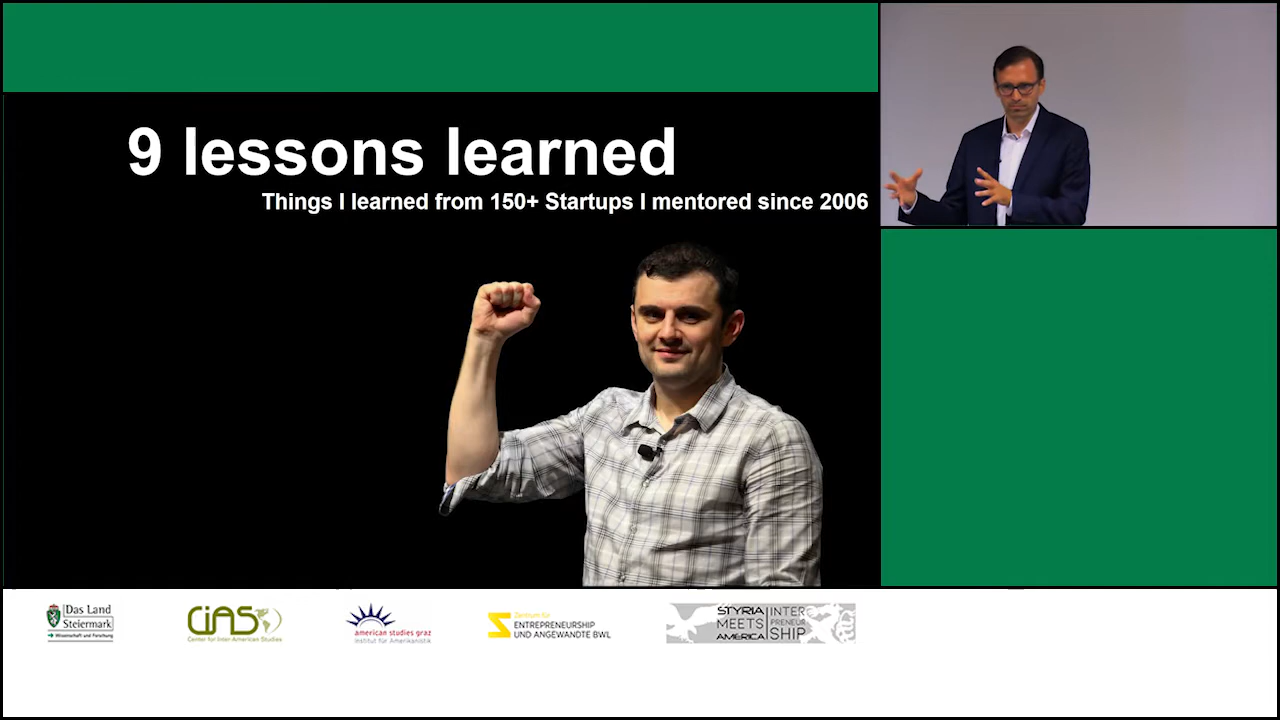 9 lessons learned
Things I learned from 150+ Startups I mentored since 2006
Das Land
Steiermark
Wissenschaft und Forschung
CIAS
Center for Inter-American Studies
american studies graz
Institut für Amerikanistik
Zentrum für
ENTREPRENEURSHIP
UND ANGEWANDTE BWL
STYRIA
MEETS
AMERICA
INTER
PRENEUR
SHIP